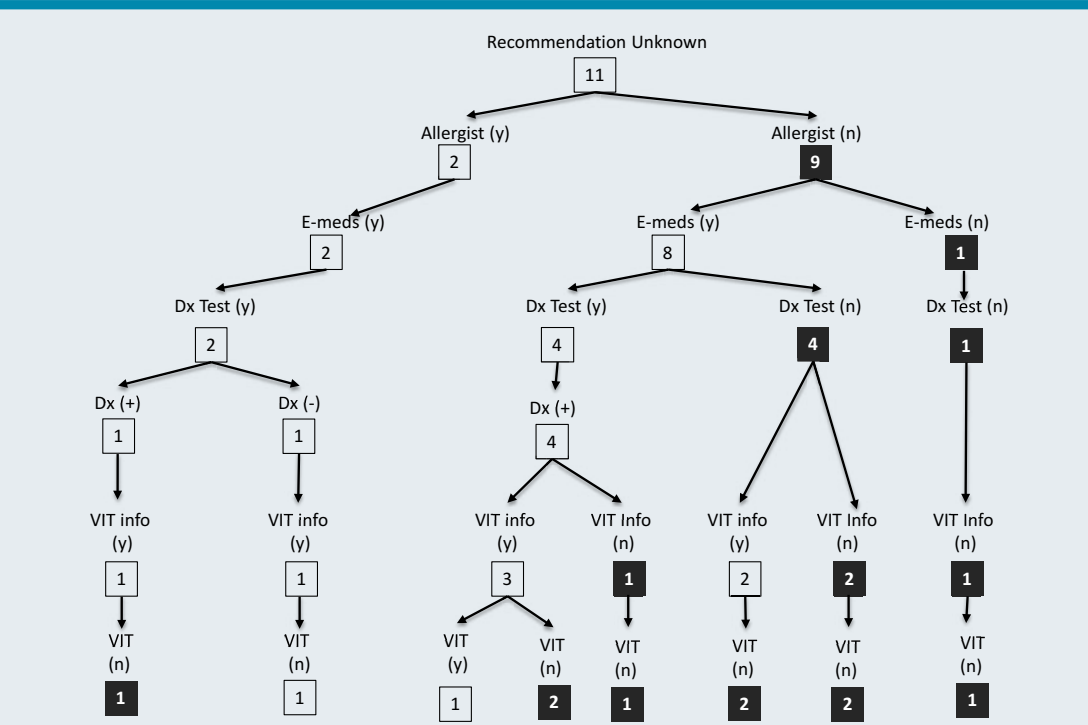 Recommendation Unknown
11
Allergist (y) Allergist (n)
2 9
E-meds (y) E-meds (y) E-meds (n)
2 8 1
Dx Test (y) Dx Test (y) Dx Test (n) Dx Test (n)
2 4 4 1
Dx (+) Dx (-) Dx (+)
1 1 4
VIT info VIT info VIT info VIT Info VIT info VIT Info VIT Info
(y) (y) (y) (n) (y) (n) (n)
1 1 3 1 2 2 1
VIT VIT VIT VIT VIT VIT VIT VIT
(n) (n) (y) (n) (n) (n) (n) (n)
1 1 1 2 1 2 2 1